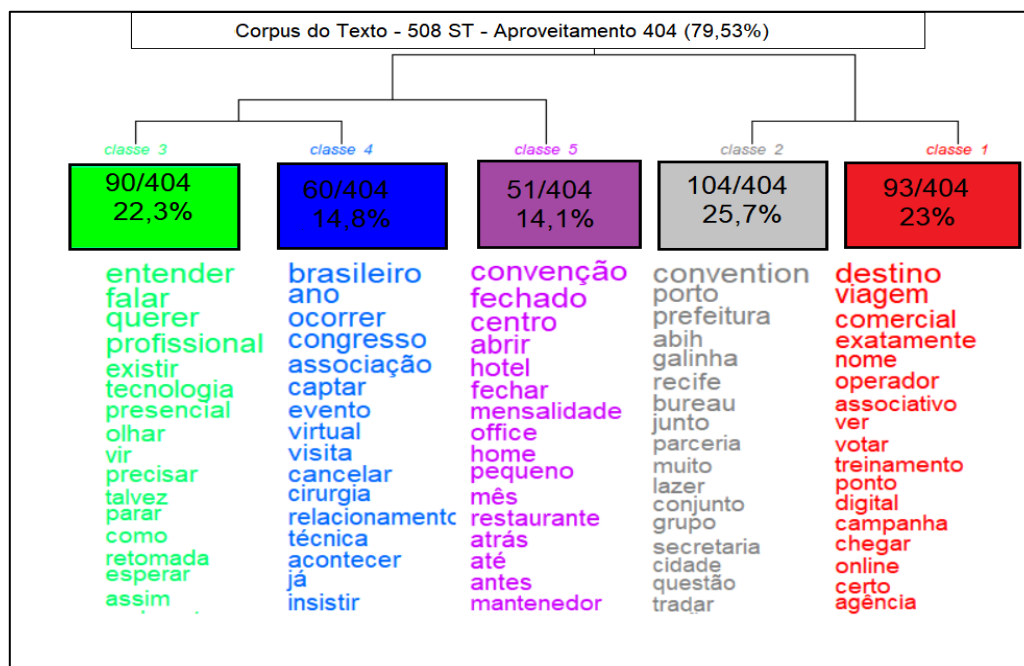 Corpus do Texto - 508 ST - Aproveitamento 404 (79,53%)
classe 3
90/404
22,3%
entender
falar
querer
profissional
existir
tecnologia
presencial
olhar
vir
precisar
talvez
parar
como
retomada
esperar
assim
classe 4
60/404
14,8%
brasileiro
ano
ocorrer
congresso
associação
captar
evento
virtual
visita
cancelar
cirurgia
relacionamento
técnica
acontecer
já
insistir
classe 5
51/404
14,1%
convenção
fechado
centro
abrir
hotel
fechar
mensalidade
office
home
pequeno
mês
restaurante
atrás
até
antes
mantenedor
classe 2
104/404
25,7%
convention
porto
prefeitura
abih
galinha
recife
bureau
junto
parceria
muito
lazer
conjunto
grupo
secretaria
cidade
questão
tradar
classe 1
93/404
23%
destino
viagem
comercial
exatamente
nome
operador
associativo
ver
votar
treinamento
ponto
digital
campanha
chegar
online
certo
agência